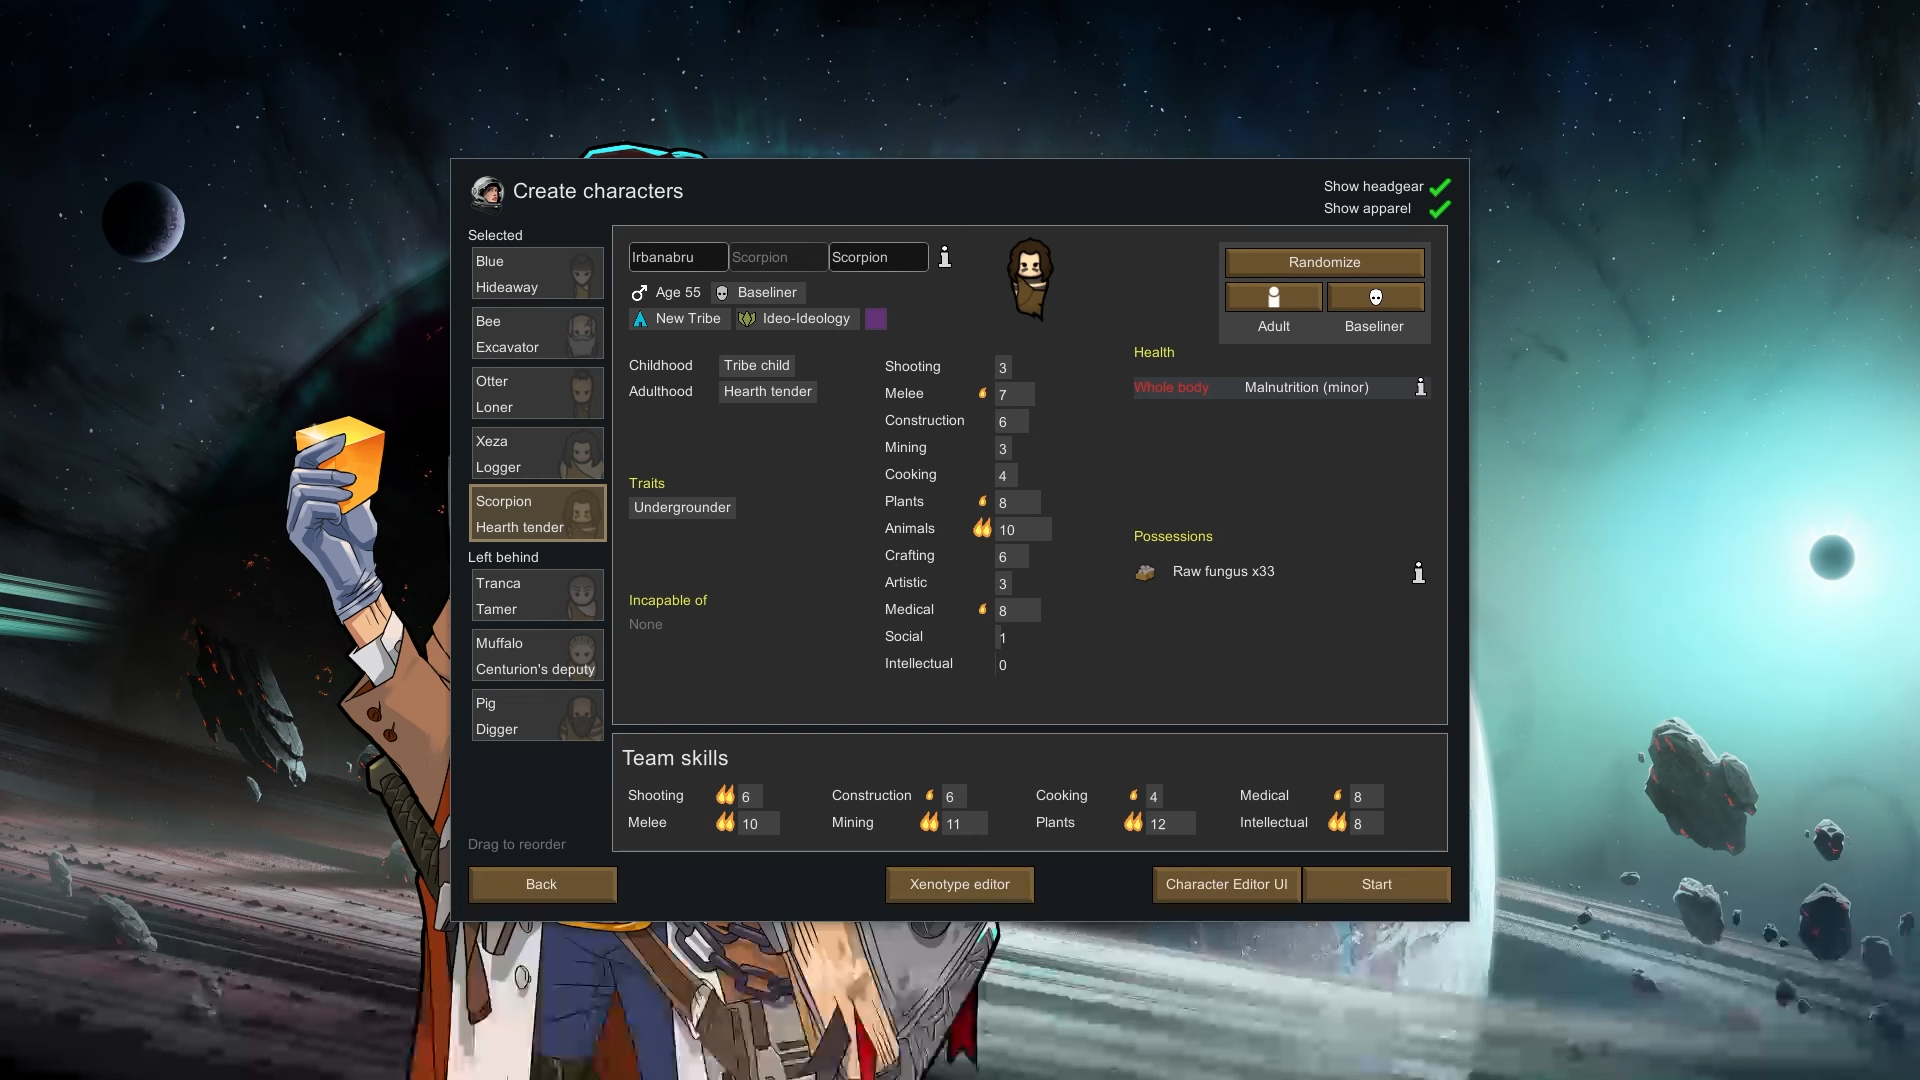 Create characters
Show headgear
Show apparel
Selected
Blue
Hideaway
Bee
Excavator
Otter
Loner
Xeza
Logger
Scorpion
Hearth tender
Left behind
Tranca
Tamer
Muffalo
Centurion's deputy
Pig
Digger
Drag to reorder
Irbanabru Scorpion Scorpion
Age 55 Baseliner
New Tribe Ideo-Ideology
Childhood Tribe child
Adulthood Hearth tender
Traits
Undergrounder
Incapable of
None
Shooting 3
Melee 7
Construction 6
Mining 3
Cooking 4
Plants 8
Animals 10
Crafting 6
Artistic 3
Medical 8
Social 1
Intellectual 0
Randomize
Adult Baseliner
Health
Whole body Malnutrition (minor)
Possessions
Raw fungus x33
Team skills
Shooting 6 Construction 6 Cooking 4 Medical 8
Melee 10 Mining 11 Plants 12 Intellectual 8
Back Xenotype editor Character Editor UI Start